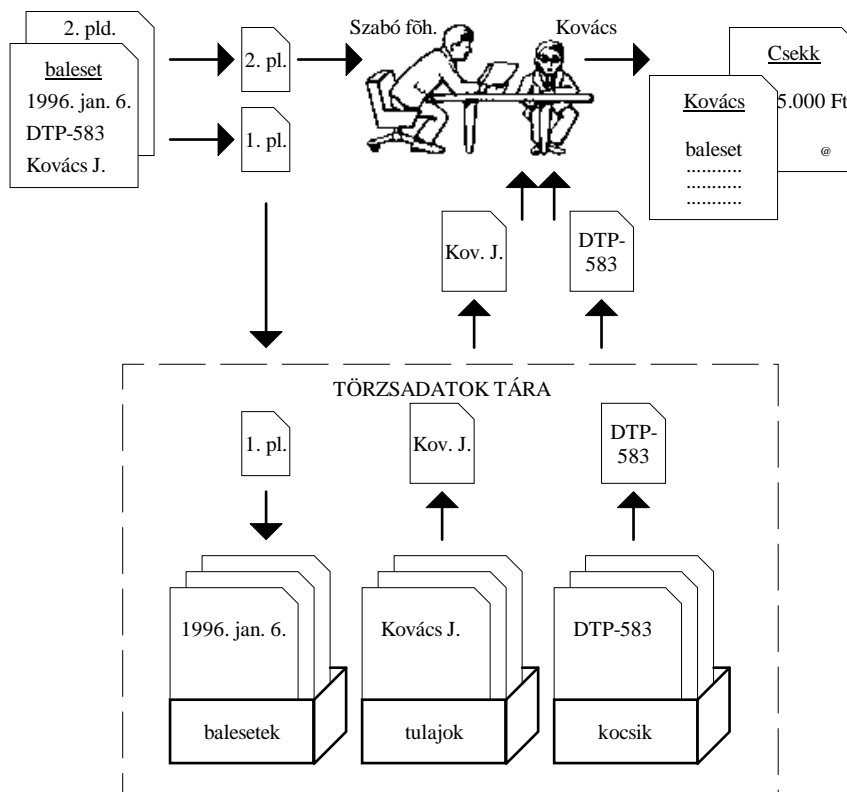 2. pld.
baleset
1996. jan. 6.
DTP-583
Kovács J.
2. pl.
1. pl.
Szabó fõh.
Kovács
Csekk
5.000 Ft
@
Kovács
baleset
...........
...........
...........
Kov. J.
DTP-
583
TÖRZSADATOK TÁRA
1. pl.
Kov. J.
DTP-
583
1996. jan. 6.
Kovács J.
DTP-583
balesetek
tulajok
kocsik